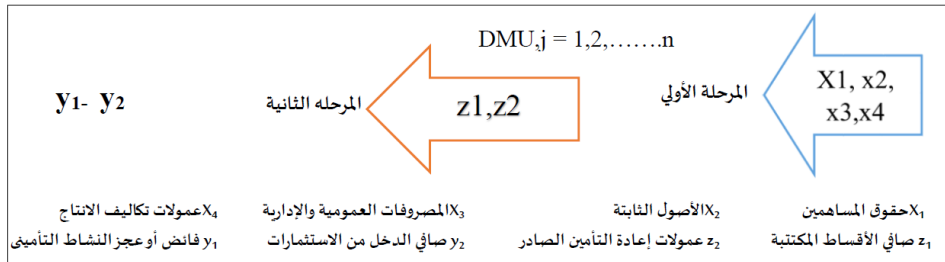 DMU,j = 1,2,…….n
X1, x2,
x3,x4
المرحلة الأولي
z1,z2
المرحله الثانية
y₁- y₂
X₁حقوق المساهمين
X₂الأصول الثابتة
X₃المصروفات العمومية والإدارية
X₄عمولات تكاليف الانتاج
z₁ صافي الأقساط المكتتبة
z₂ عمولات إعادة التأمين الصادر
y₂ صافي الدخل من الاستثمارات
y₁ فائض أو عجز النشاط التأميني